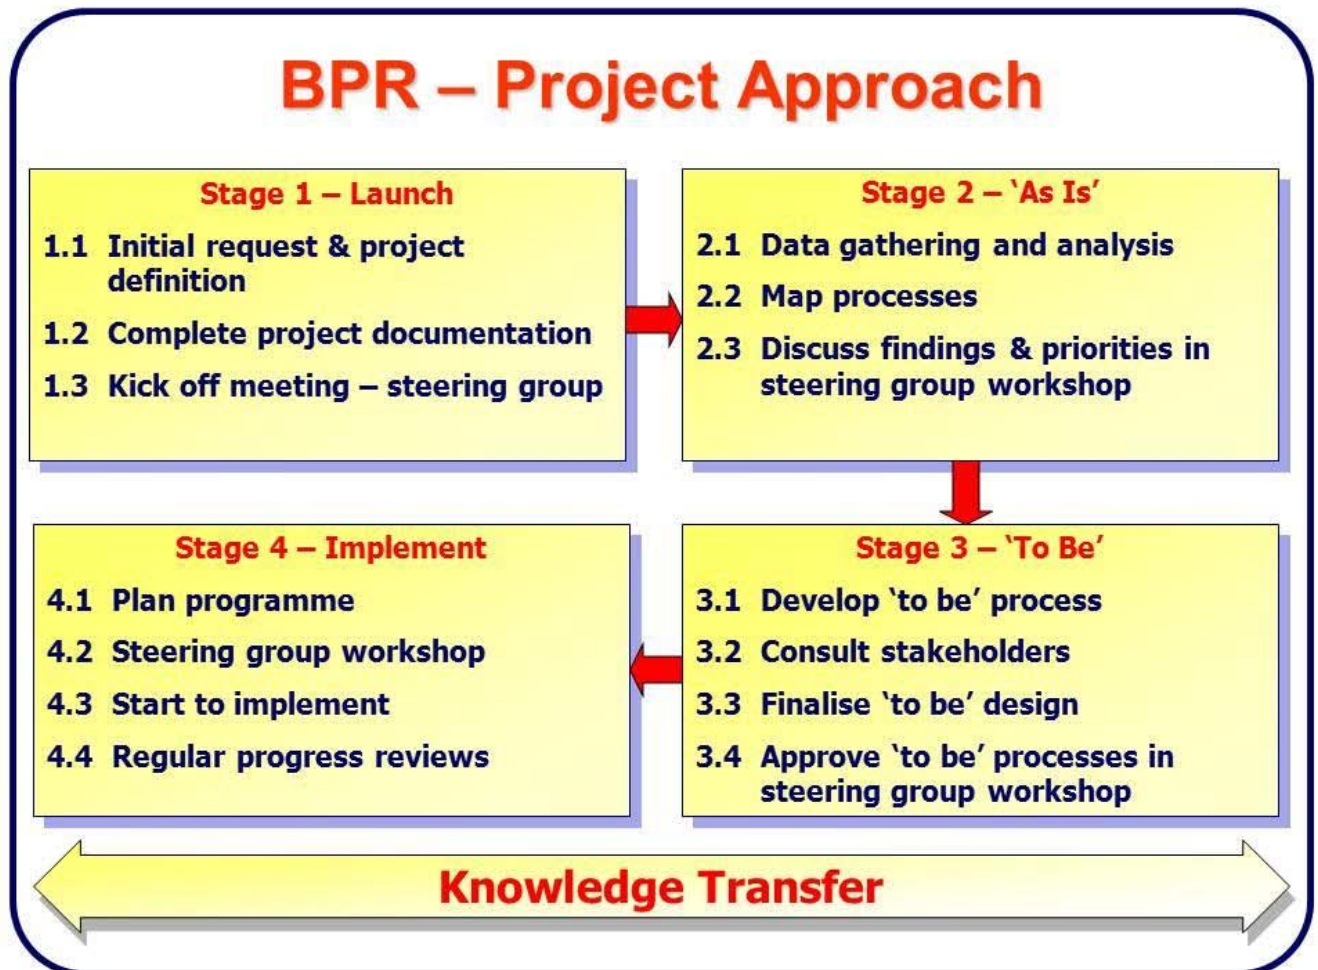 BPR – Project Approach
Stage 1 – Launch
1.1 Initial request & project
definition
1.2 Complete project documentation
1.3 Kick off meeting – steering group
Stage 2 – ‘As Is’
2.1 Data gathering and analysis
2.2 Map processes
2.3 Discuss findings & priorities in
steering group workshop
Stage 3 – ‘To Be’
3.1 Develop ‘to be’ process
3.2 Consult stakeholders
3.3 Finalise ‘to be’ design
3.4 Approve ‘to be’ processes in
steering group workshop
Stage 4 – Implement
4.1 Plan programme
4.2 Steering group workshop
4.3 Start to implement
4.4 Regular progress reviews
Knowledge Transfer